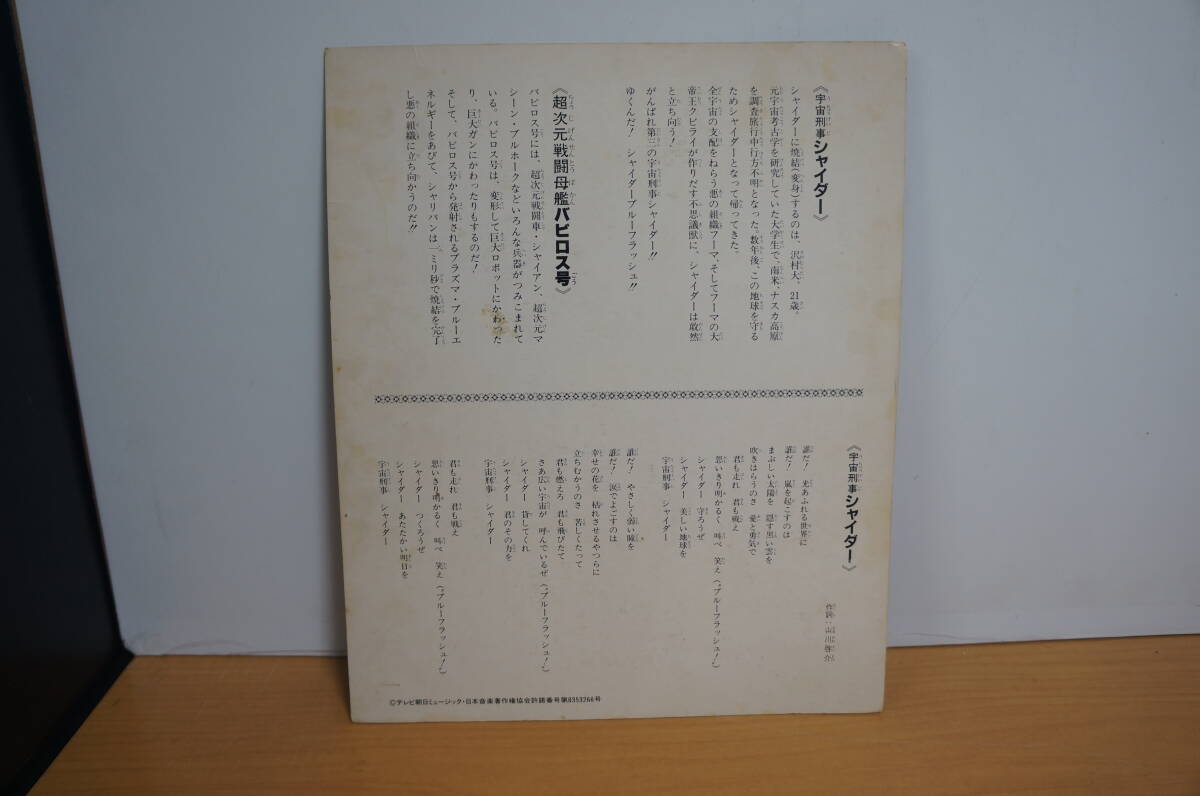 《宇宙刑事シャイダー》
シャイダーに焼結(変身)するのは、沢村大、21歳。
元宇宙考古学を研究していた大学生で、南米、ナスカ高原
を調査旅行中行方不明となった。数年後、この地球を守る
ためシャイダーとなって帰ってきた。
全宇宙の支配をねらう悪の組織フーマ、そしてフーマの大
帝王クビライが作りだす不思議獣に、シャイダーは敢然
と立ち向う！
がんばれ第三の宇宙刑事シャイダー!!
ゆくんだ！　シャイダーブルーフラッシュ!!
《超次元戦闘母艦バビロス号》
バビロス号には、超次元戦闘車・シャイアン、超次元マ
シーン・ブルホークなどいろんな兵器がつみこまれて
いる。バビロス号は、変形して巨大ロボットにかわった
り、巨大ガンにかわったりもするのだ！
そして、バビロス号から発射されるプラズマ・ブルーエ
ネルギーをあびて、シャリバンは一ミリ秒で焼結を完了
し悪の組織に立ち向かうのだ!!
《宇宙刑事シャイダー》
作詞：山川啓介
誰だ！　光あふれる世界に
誰だ！　嵐を起こすのは
まぶしい太陽を　隠す黒い雲を
吹きはらうのさ　愛と勇気で
君も走れ　君も戦え
思いきり明かるく　叫べ　笑え（“ブルーフラッシュ！”）
シャイダー　守ろうぜ
シャイダー　美しい地球を
宇宙刑事　シャイダー
誰だ！　やさしく弱い瞳を
誰だ！　涙でよごすのは
幸せの花を　枯れさせるやつらに
立ちむかうのさ　苦しくたって
君も燃えろ　君も飛びたて
さあ広い宇宙が　呼んでいるぜ（“ブルーフラッシュ！”）
シャイダー　貸してくれ
シャイダー　君のその力を
宇宙刑事　シャイダー
君も走れ　君も戦え
思いきり明かるく　叫べ　笑え（“ブルーフラッシュ！”）
シャイダー　つくろうぜ
シャイダー　あたたかい明日を
宇宙刑事　シャイダー
©テレビ朝日ミュージック・日本音楽著作権協会許諾番号第8353266号